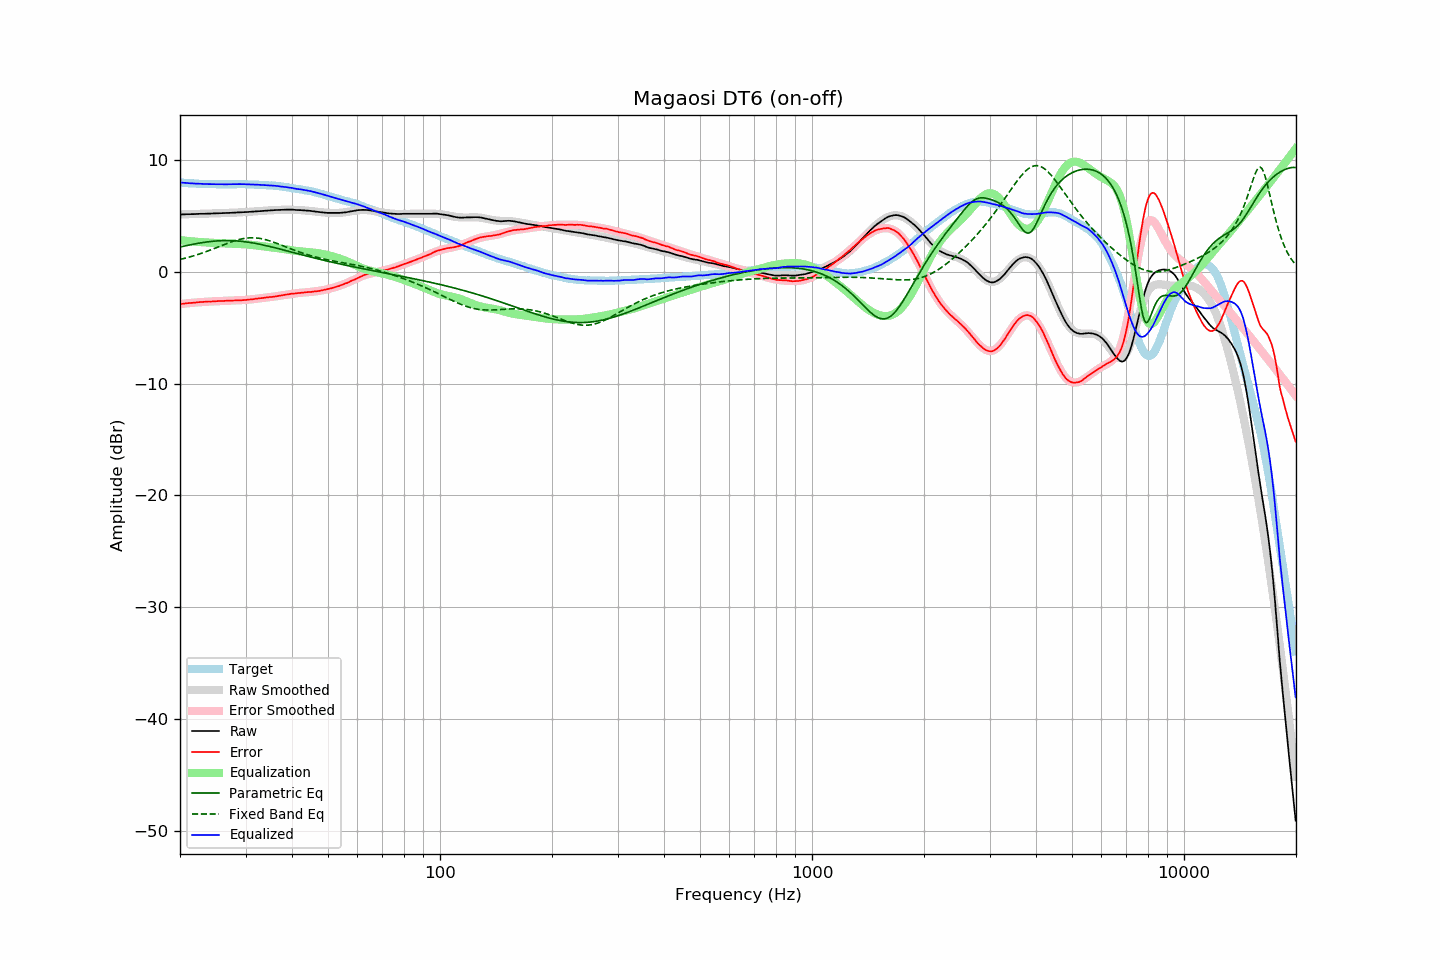 Magaosi DT6 (on-off)
10
0
−10
−20
−30
−40
−50
Amplitude (dBr)
Target
Raw Smoothed
Error Smoothed
Raw
Error
Equalization
Parametric Eq
Fixed Band Eq
Equalized
100
1000
10000
Frequency (Hz)